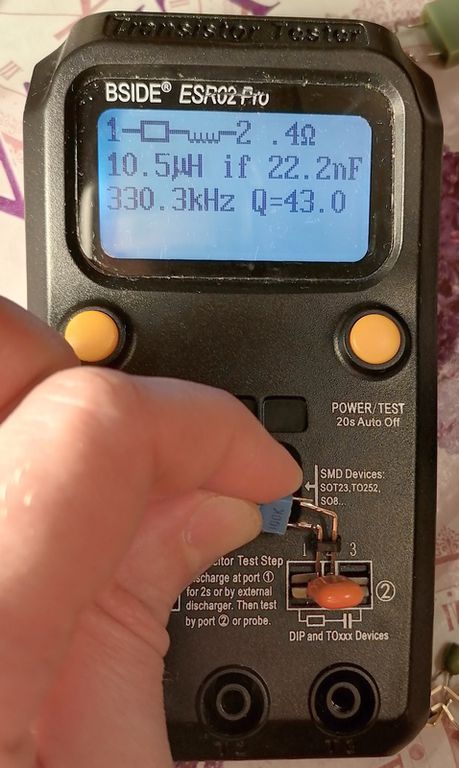 Transistor Tester
BSIDE® ESR02 Pro
1 2 .4Ω
10.5µH if 22.2nF
330.3kHz Q=43.0
POWER/TEST
20s Auto Off
SMD Devices:
SOT23,TO252,
SO8...
1 3
Test Step
discharge at port ①
for 2s or by external
discharger. Then test
by port ② or probe.
②
DIP and TOxxx Devices